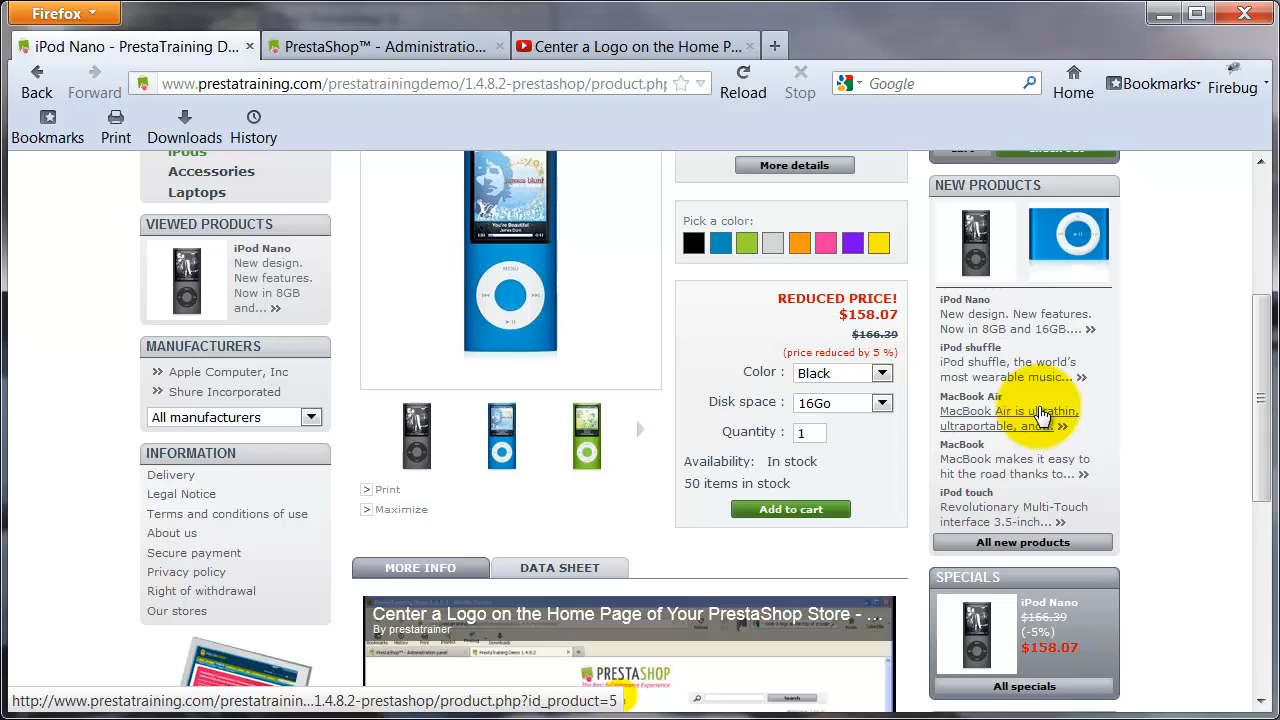 Firefox
iPod Nano - PrestaTraining D...
PrestaShop™ - Administratio...
Center a Logo on the Home P...
Back
Forward
www.prestatraining.com/prestatrainingdemo/1.4.8.2-prestashop/product.php
Reload
Stop
Google
Home
Bookmarks
Firebug
Bookmarks
Print
Downloads
History
iPods
Accessories
Laptops
VIEWED PRODUCTS
iPod Nano
New design.
New features.
Now in 8GB
and... »
MANUFACTURERS
» Apple Computer, Inc
» Shure Incorporated
All manufacturers
INFORMATION
Delivery
Legal Notice
Terms and conditions of use
About us
Secure payment
Privacy policy
Right of withdrawal
Our stores
MENU
> Print
> Maximize
More details
Pick a color:
REDUCED PRICE!
$158.07
$166.39
(price reduced by 5 %)
Color : Black
Disk space : 16Go
Quantity : 1
Availability: In stock
50 items in stock
Add to cart
MORE INFO
DATA SHEET
Center a Logo on the Home Page of Your PrestaShop Store - ...
By prestatrainer
PRESTASHOP
Search
NEW PRODUCTS
iPod Nano
New design. New features.
Now in 8GB and 16GB.... »
iPod shuffle
iPod shuffle, the world's
most wearable music... »
MacBook Air
MacBook Air is ultrathin,
ultraportable, and... »
MacBook
MacBook makes it easy to
hit the road thanks to... »
iPod touch
Revolutionary Multi-Touch
interface 3.5-inch... »
All new products
SPECIALS
iPod Nano
$166.39
(-5%)
$158.07
All specials
http://www.prestatraining.com/prestatrainin...1.4.8.2-prestashop/product.php?id_product=5